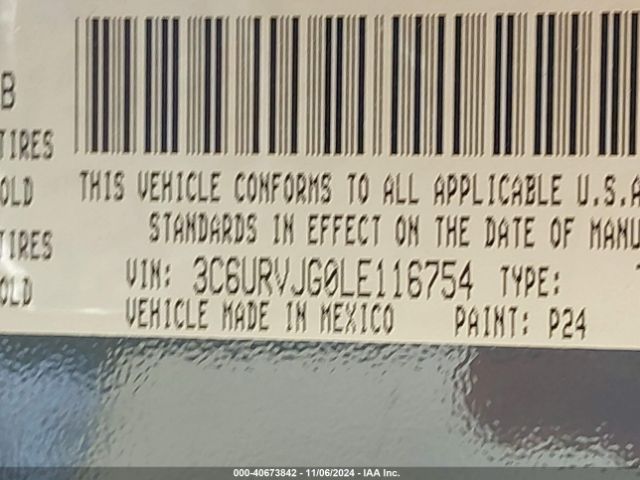 B
TIRES
OLD
TIRES
OLD
THIS VEHICLE CONFORMS TO ALL APPLICABLE U.S.A
STANDARDS IN EFFECT ON THE DATE OF MANU
VIN: 3C6URVJG0LE116754 TYPE:
VEHICLE MADE IN MEXICO PAINT: P24
000-40673842 - 11/06/2024 - IAA Inc.